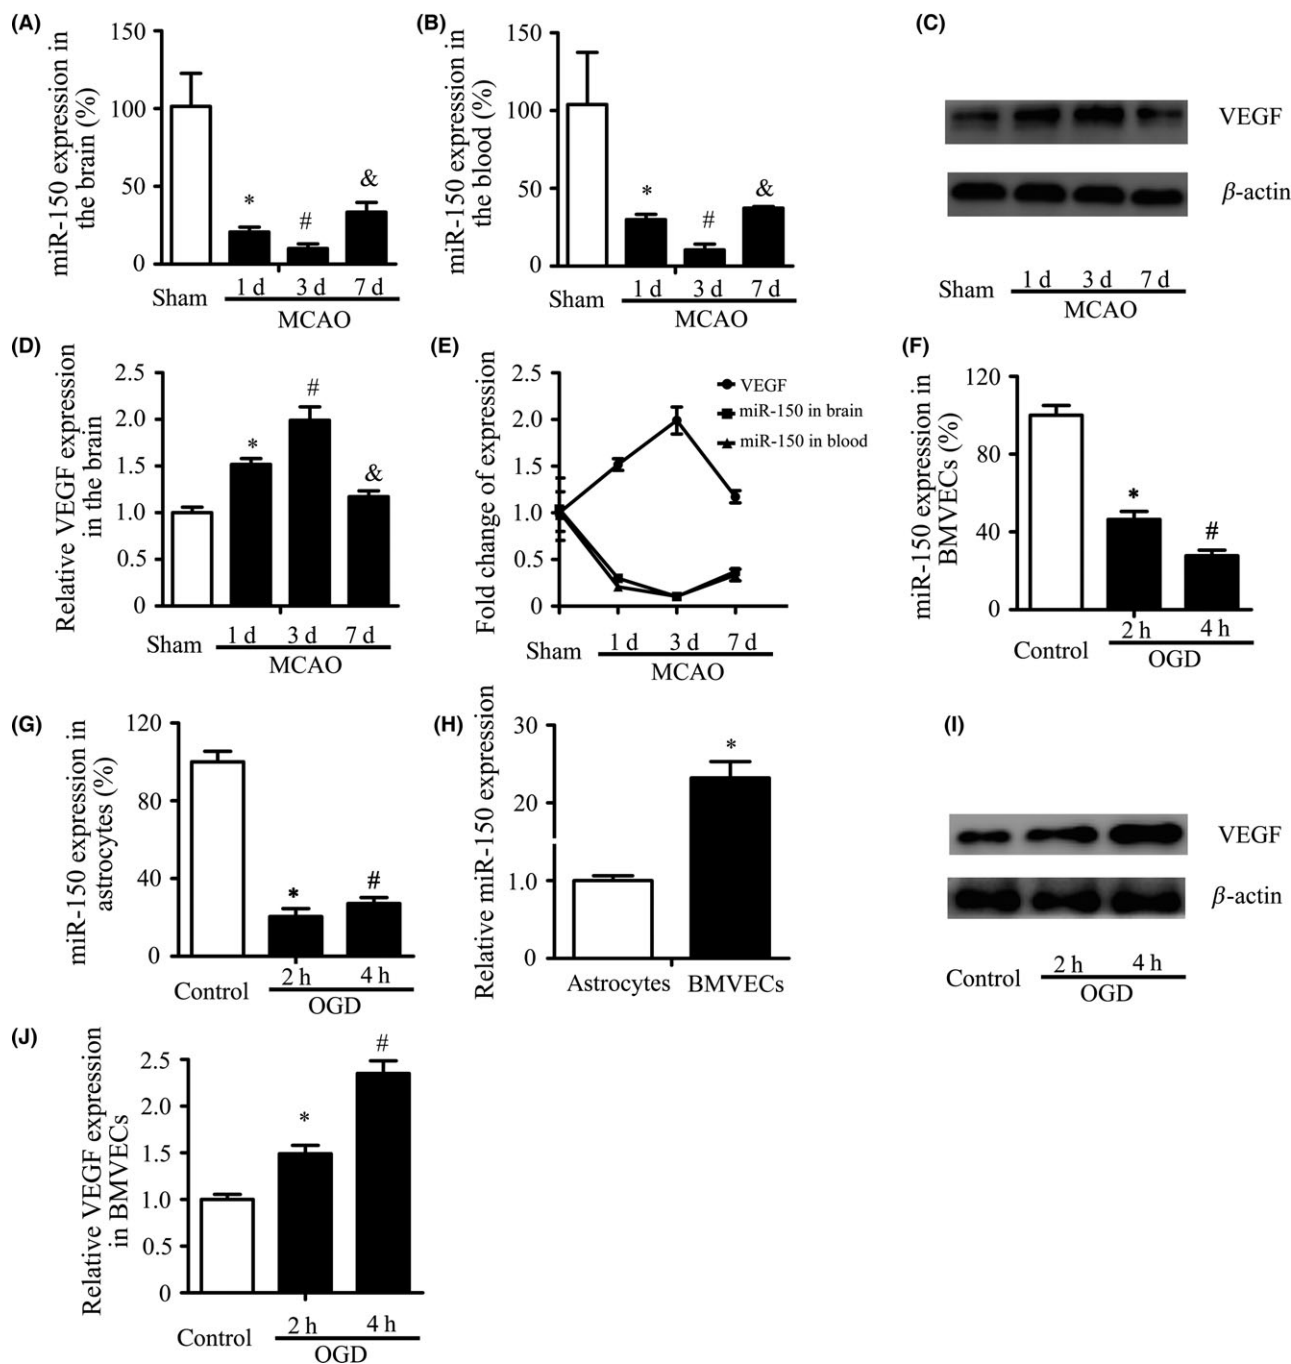 (A)
miR-150 expression in
the brain (%)
150
100
50
0
*
#
&
Sham
1 d 3 d 7 d
MCAO
(B)
miR-150 expression in
the blood (%)
150
100
50
0
*
#
&
Sham
1 d 3 d 7 d
MCAO
(C)
VEGF
β-actin
Sham
1 d 3 d 7 d
MCAO
(D)
Relative VEGF expression
in the brain
2.5
2.0
1.5
1.0
0.5
0
*
#
&
Sham
1 d 3 d 7 d
MCAO
(E)
Fold change of expression
2.5
2.0
1.5
1.0
0.5
0
VEGF
miR-150 in brain
miR-150 in blood
Sham
1 d 3 d 7 d
MCAO
(F)
miR-150 expression in
BMVECs (%)
120
80
40
0
*
#
Control
2 h 4 h
OGD
(G)
miR-150 expression in
astrocytes (%)
120
80
40
0
*
#
Control
2 h 4 h
OGD
(H)
Relative miR-150 expression
30
20
1.0
0
*
Astrocytes BMVECs
(I)
VEGF
β-actin
Control
2 h 4 h
OGD
(J)
Relative VEGF expression
in BMVECs
2.5
2.0
1.5
1.0
0.5
0
*
#
Control
2 h 4 h
OGD